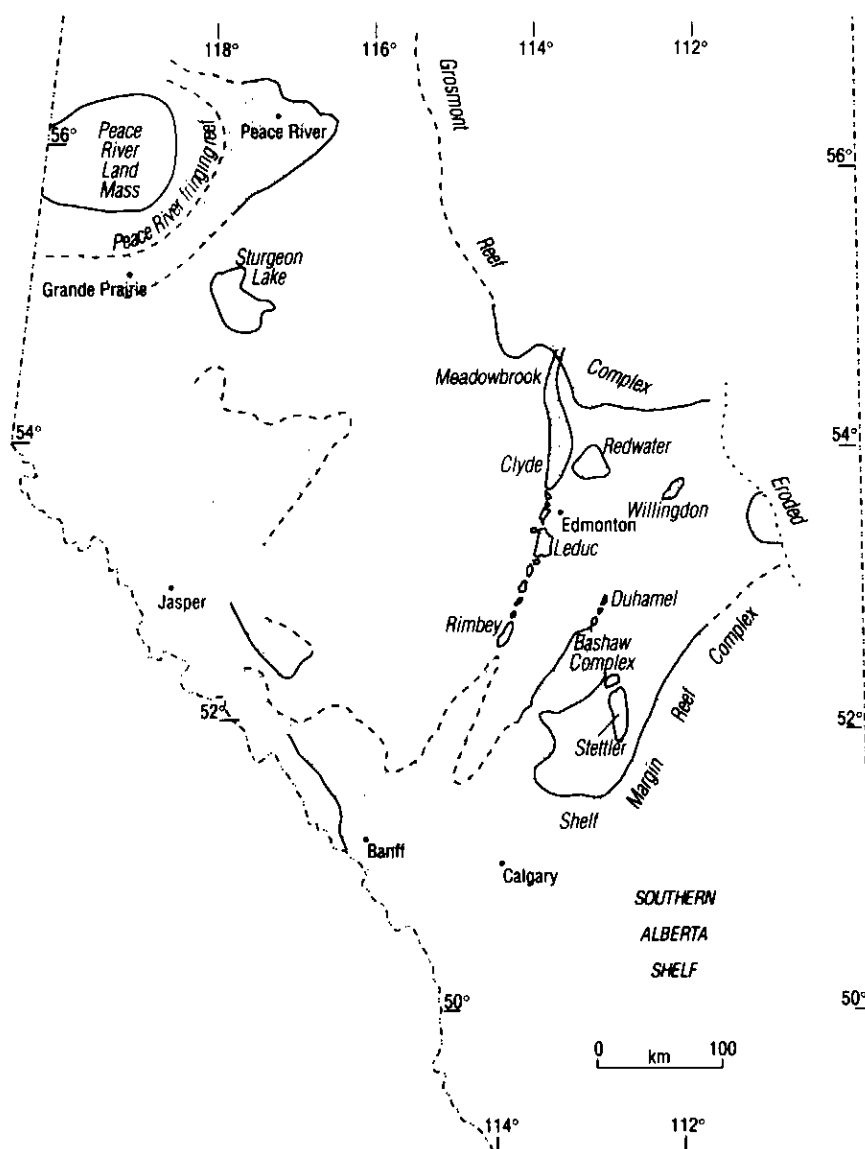 118°
116°
114°
112°
Grosmont
Peace
River
Land
Mass
56°
Peace River
56°
Peace River fringing reef
Sturgeon
Lake
Grande Prairie
Reef
Meadowbrook
Complex
54°
54°
Clyde
Redwater
Willingdon
Eroded
Edmonton
Leduc
Jasper
Duhamel
Rimbey
Bashaw
Complex
Complex
Reef
52°
52°
Stettler
Margin
Shelf
Banff
Calgary
SOUTHERN
ALBERTA
SHELF
50°
50°
0 100
km
114°
112°